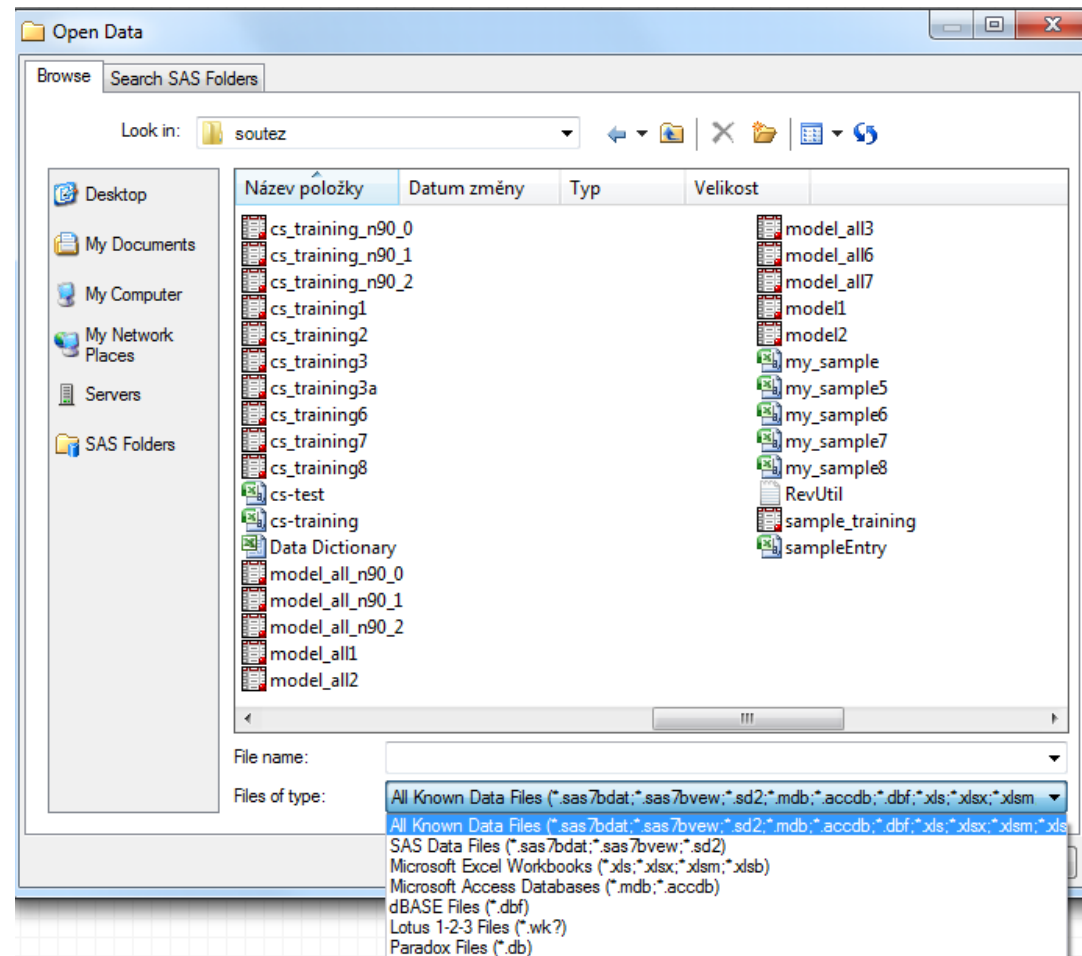 Open Data
Browse
Search SAS Folders
Look in:
soutez
Desktop
My Documents
My Computer
My Network
Places
Servers
SAS Folders
Název položky
Datum změny
Typ
Velikost
cs_training_n90_0
cs_training_n90_1
cs_training_n90_2
cs_training1
cs_training2
cs_training3
cs_training3a
cs_training6
cs_training7
cs_training8
cs-test
cs-training
Data Dictionary
model_all_n90_0
model_all_n90_1
model_all_n90_2
model_all1
model_all2
model_all3
model_all6
model_all7
model1
model2
my_sample
my_sample5
my_sample6
my_sample7
my_sample8
RevUtil
sample_training
sampleEntry
File name:
Files of type:
All Known Data Files (*.sas7bdat;*.sas7bvew;*.sd2;*.mdb;*.accdb;*.dbf;*.xls;*.xlsx;*.xlsm
All Known Data Files (*.sas7bdat;*.sas7bvew;*.sd2;*.mdb;*.accdb;*.dbf;*.xls;*.xlsx;*.xlsm;*.xls
SAS Data Files (*.sas7bdat;*.sas7bvew;*.sd2)
Microsoft Excel Workbooks (*.xls;*.xlsx;*.xlsm;*.xlsb)
Microsoft Access Databases (*.mdb;*.accdb)
dBASE Files (*.dbf)
Lotus 1-2-3 Files (*.wk?)
Paradox Files (*.db)